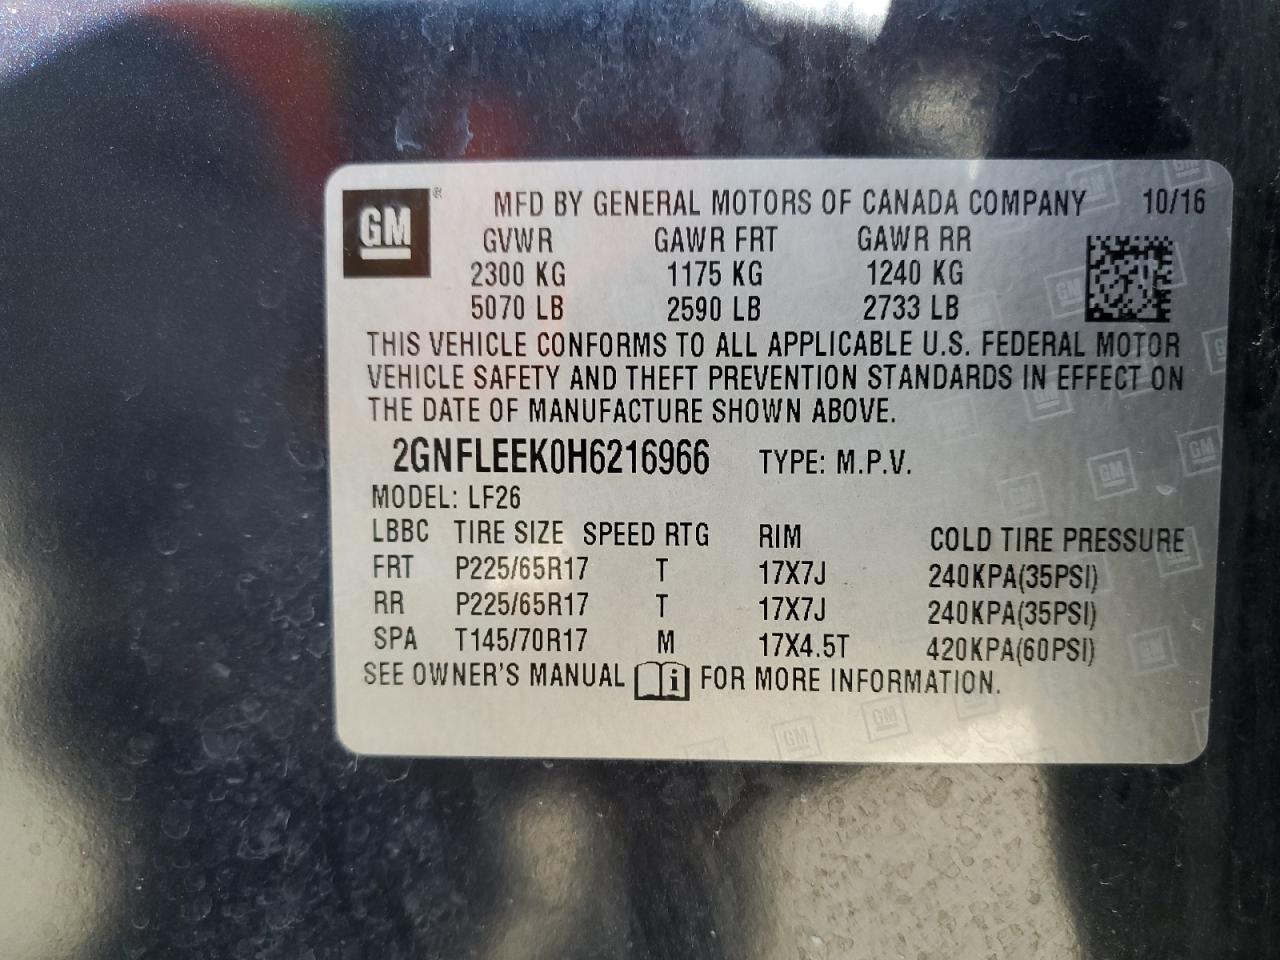 GM ® MFD BY GENERAL MOTORS OF CANADA COMPANY 10/16
GVWR GAWR FRT GAWR RR
2300 KG 1175 KG 1240 KG
5070 LB 2590 LB 2733 LB
THIS VEHICLE CONFORMS TO ALL APPLICABLE U.S. FEDERAL MOTOR
VEHICLE SAFETY AND THEFT PREVENTION STANDARDS IN EFFECT ON
THE DATE OF MANUFACTURE SHOWN ABOVE.
2GNFLEEK0H6216966 TYPE: M.P.V.
MODEL: LF26
LBBC TIRE SIZE SPEED RTG RIM COLD TIRE PRESSURE
FRT P225/65R17 T 17X7J 240KPA(35PSI)
RR P225/65R17 T 17X7J 240KPA(35PSI)
SPA T145/70R17 M 17X4.5T 420KPA(60PSI)
SEE OWNER'S MANUAL i FOR MORE INFORMATION.